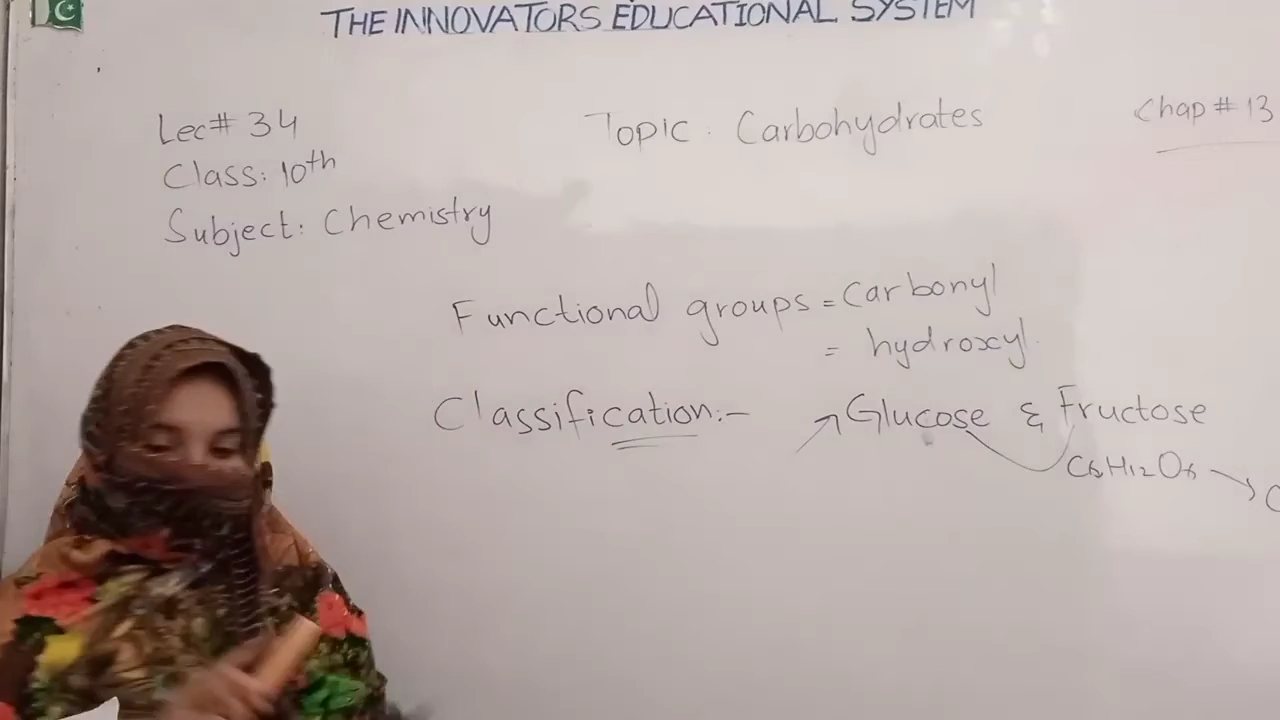 THE INNOVATORS EDUCATIONAL SYSTEM
Lec# 34
Topic: Carbohydrates
Chap # 13
Class: 10th
Subject: Chemistry
Functional groups = Carbonyl
= hydroxyl
Classification:-
Glucose & Fructose
C6H12O6